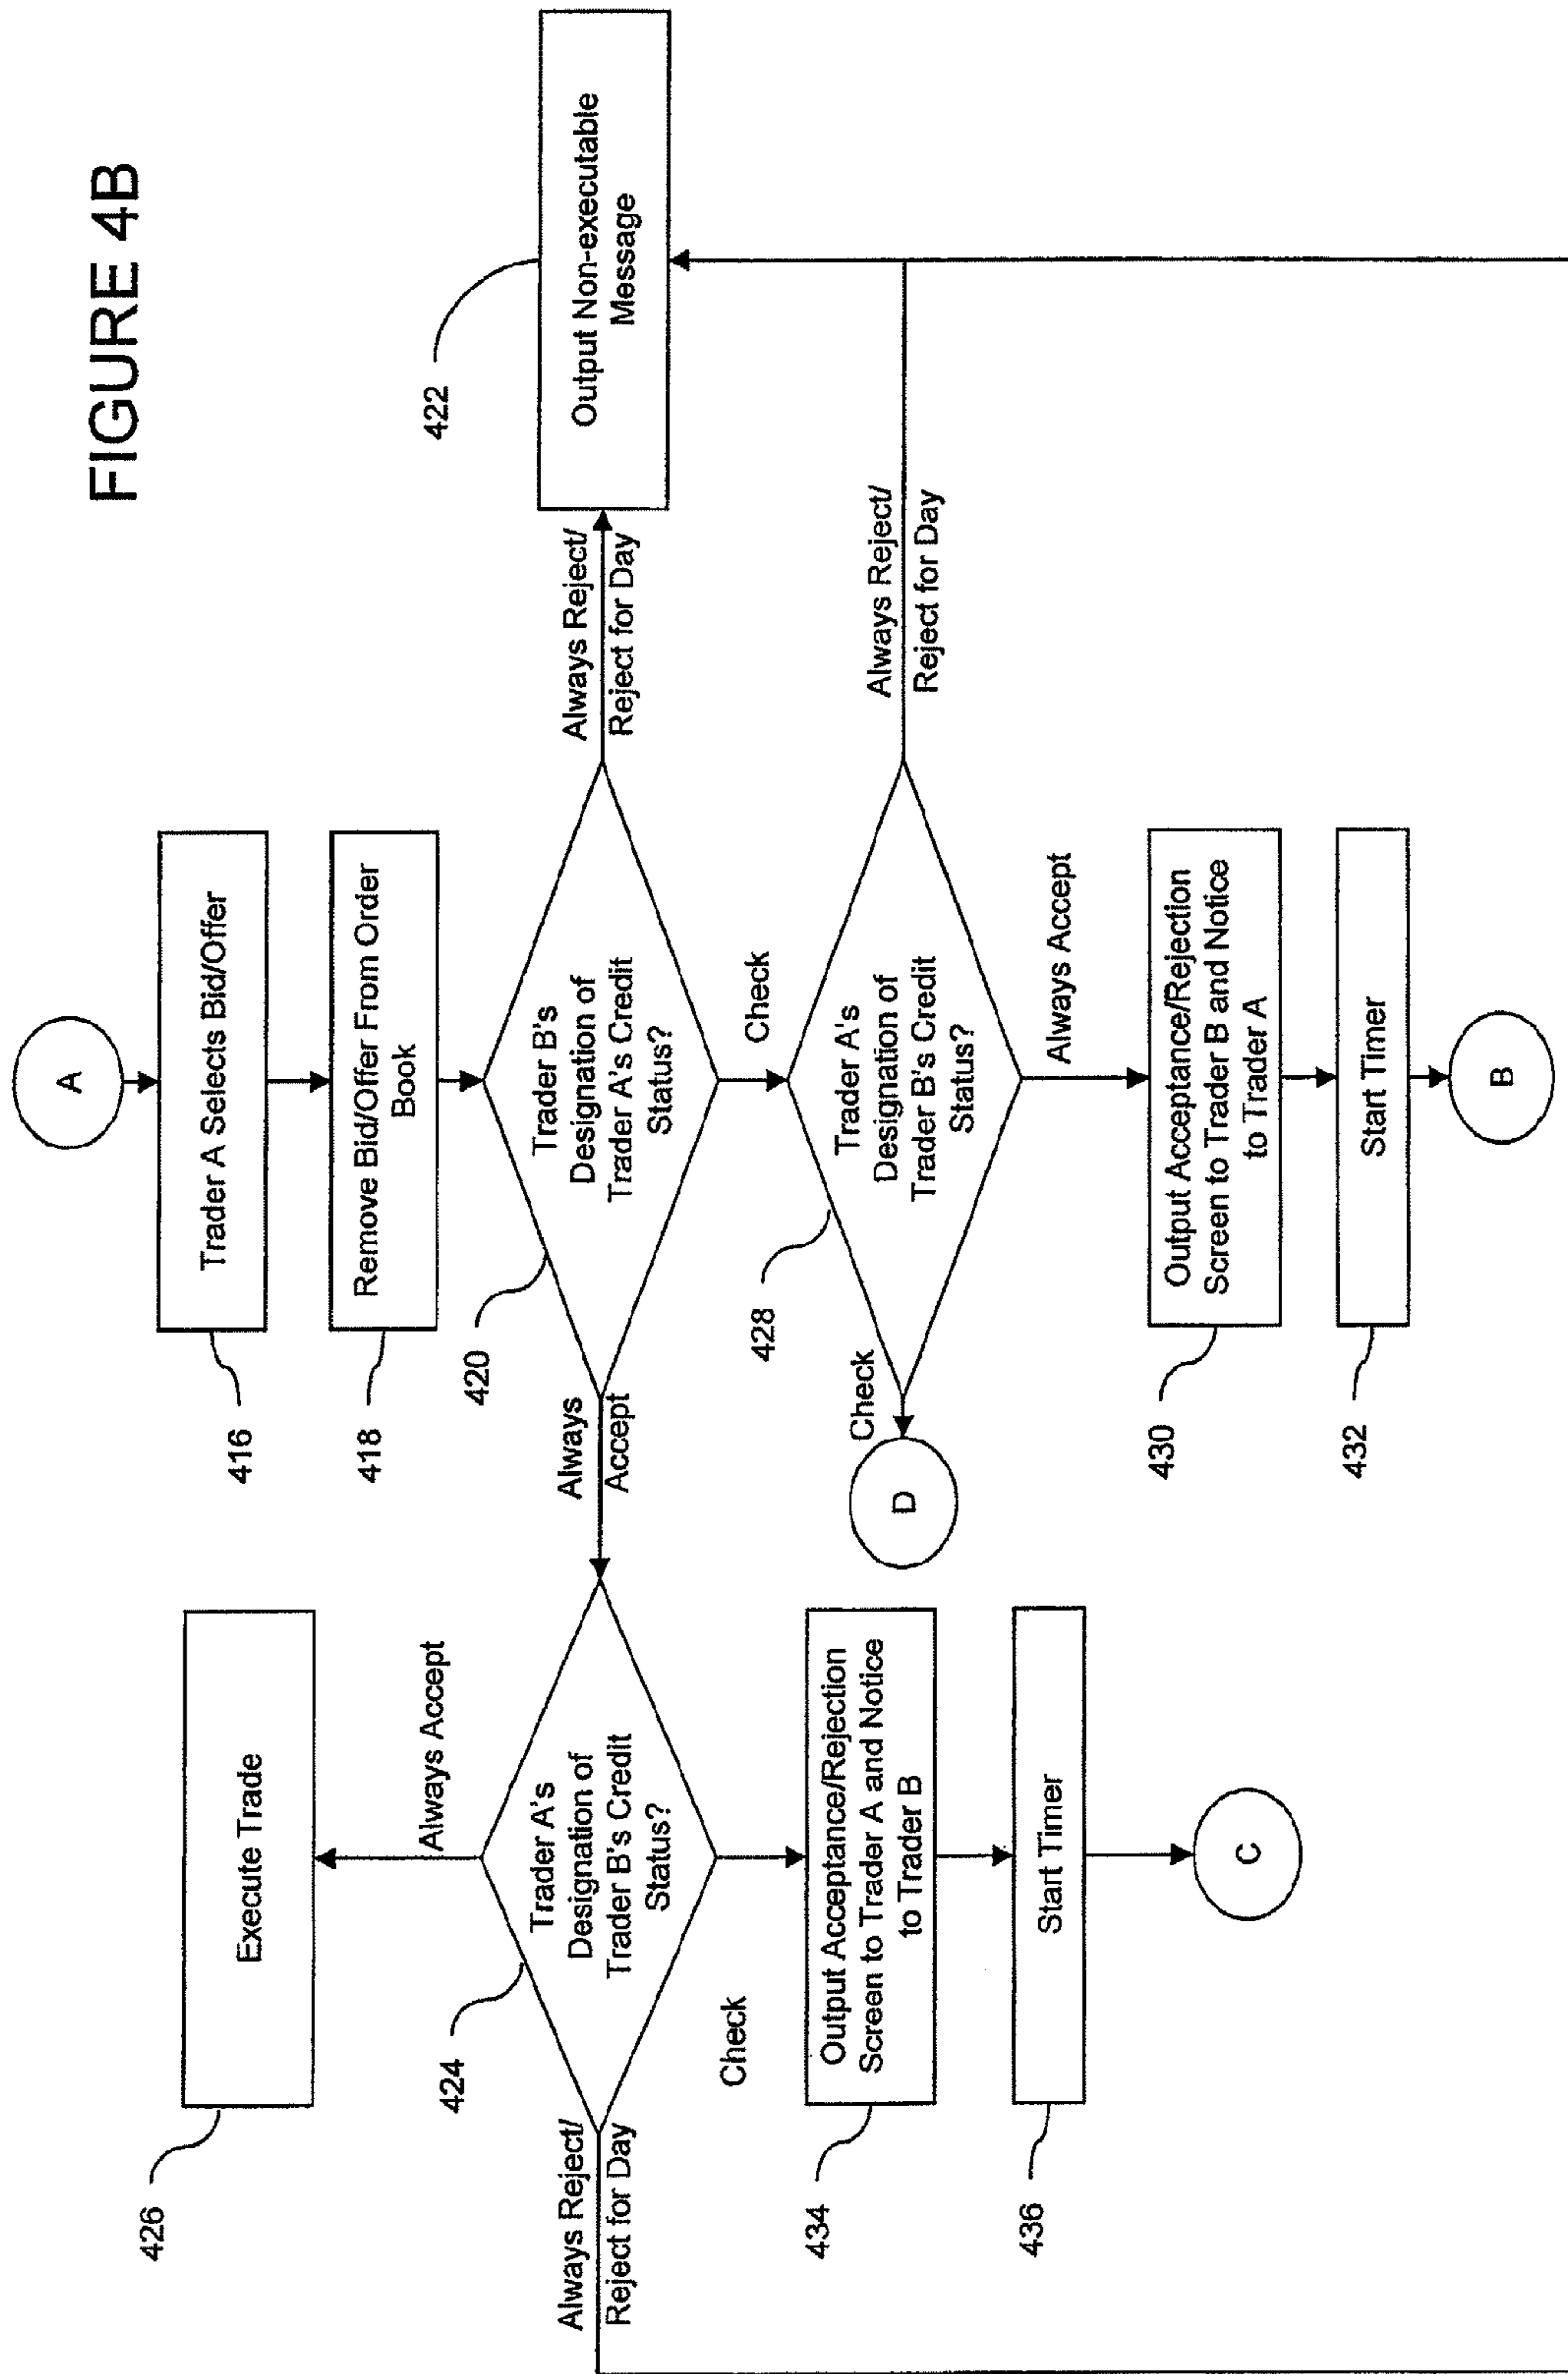 FIGURE 4B
A
416
Trader A Selects Bid/Offer
418
Remove Bid/Offer From Order
Book
420
Trader B's
Designation of
Trader A's Credit
Status?
Always Reject/
Reject for Day
422
Output Non-executable
Message
Always
Accept
Check
424
Trader A's
Designation of
Trader B's Credit
Status?
Always Accept
426
Execute Trade
Always Reject/
Reject for Day
Check
434
Output Acceptance/Rejection
Screen to Trader A and Notice
to Trader B
436
Start Timer
C
428
Trader A's
Designation of
Trader B's Credit
Status?
Always Reject/
Reject for Day
Check
D
Always Accept
430
Output Acceptance/Rejection
Screen to Trader B and Notice
to Trader A
432
Start Timer
B